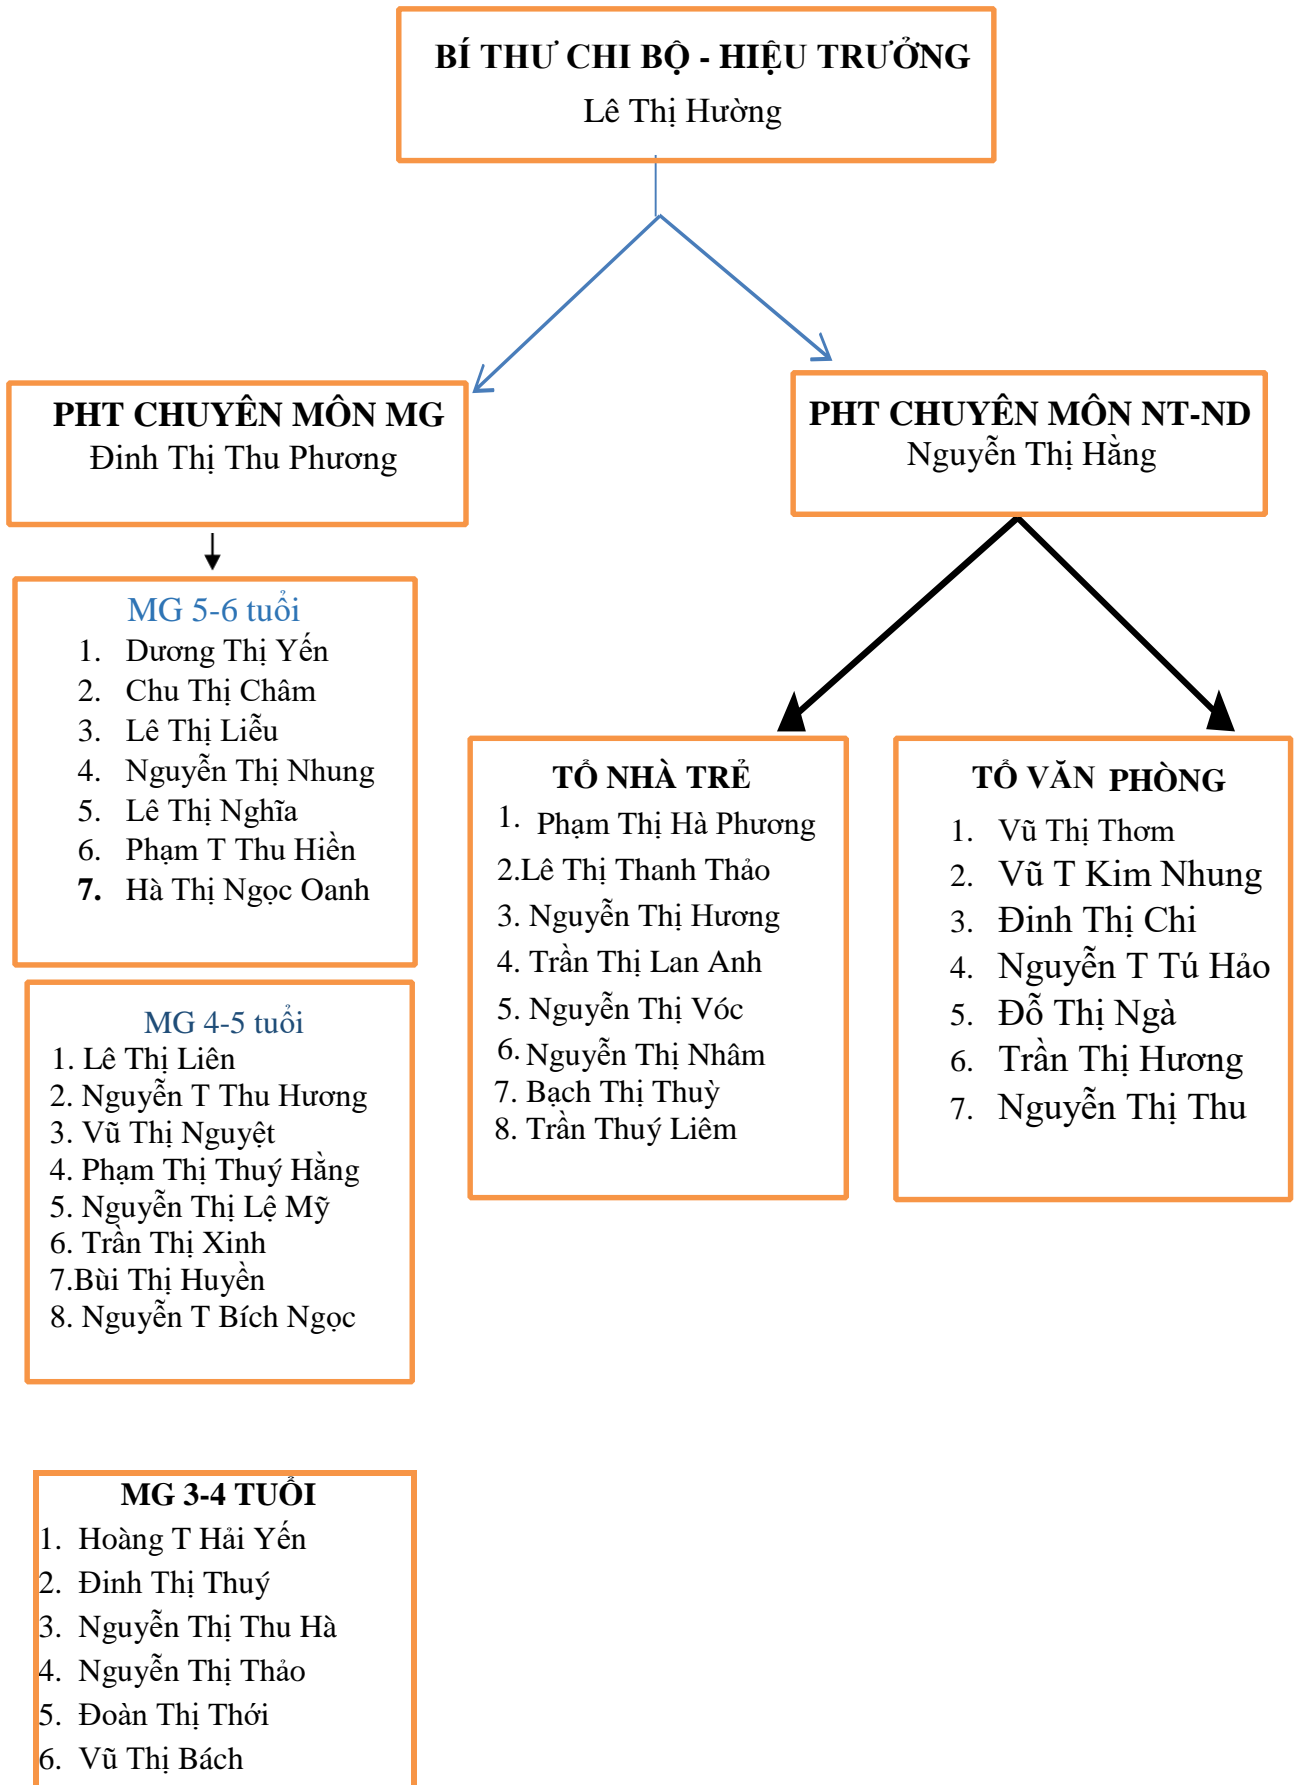 BÍ THƯ CHI BỘ - HIỆU TRƯỞNG
Lê Thị Hường
PHT CHUYÊN MÔN MG
Đinh Thị Thu Phương
PHT CHUYÊN MÔN NT-ND
Nguyễn Thị Hằng
MG 5-6 tuổi
1. Dương Thị Yến
2. Chu Thị Châm
3. Lê Thị Liễu
4. Nguyễn Thị Nhung
5. Lê Thị Nghĩa
6. Phạm T Thu Hiền
7. Hà Thị Ngọc Oanh
MG 4-5 tuổi
1. Lê Thị Liên
2. Nguyễn T Thu Hương
3. Vũ Thị Nguyệt
4. Phạm Thị Thuý Hằng
5. Nguyễn Thị Lệ Mỹ
6. Trần Thị Xinh
7.Bùi Thị Huyền
8. Nguyễn T Bích Ngọc
MG 3-4 TUỔI
1. Hoàng T Hải Yến
2. Đinh Thị Thuý
3. Nguyễn Thị Thu Hà
4. Nguyễn Thị Thảo
5. Đoàn Thị Thới
6. Vũ Thị Bách
TỔ NHÀ TRẺ
1. Phạm Thị Hà Phương
2.Lê Thị Thanh Thảo
3. Nguyễn Thị Hương
4. Trần Thị Lan Anh
5. Nguyễn Thị Vóc
6. Nguyễn Thị Nhâm
7. Bạch Thị Thuỳ
8. Trần Thuý Liêm
TỔ VĂN PHÒNG
1. Vũ Thị Thơm
2. Vũ T Kim Nhung
3. Đinh Thị Chi
4. Nguyễn T Tú Hảo
5. Đỗ Thị Ngà
6. Trần Thị Hương
7. Nguyễn Thị Thu